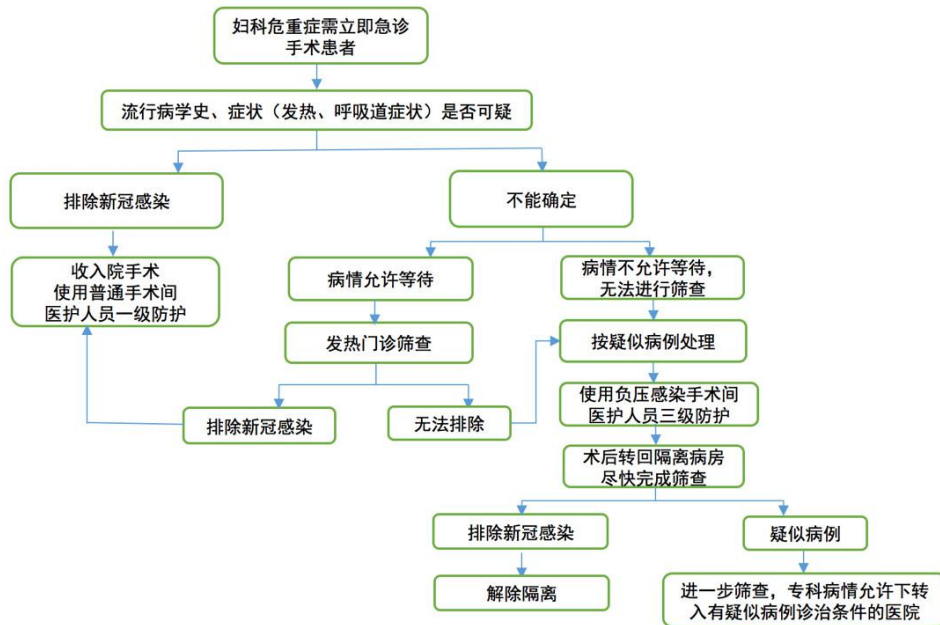 妇科危重症需立即急诊
手术患者
流行病学史、症状（发热、呼吸道症状）是否可疑
排除新冠感染
不能确定
收入院手术
使用普通手术间
医护人员一级防护
病情允许等待
病情不允许等待，
无法进行筛查
发热门诊筛查
按疑似病例处理
排除新冠感染
无法排除
使用负压感染手术间
医护人员三级防护
术后转回隔离病房
尽快完成筛查
排除新冠感染
疑似病例
解除隔离
进一步筛查，专科病情允许下转
入有疑似病例诊治条件的医院